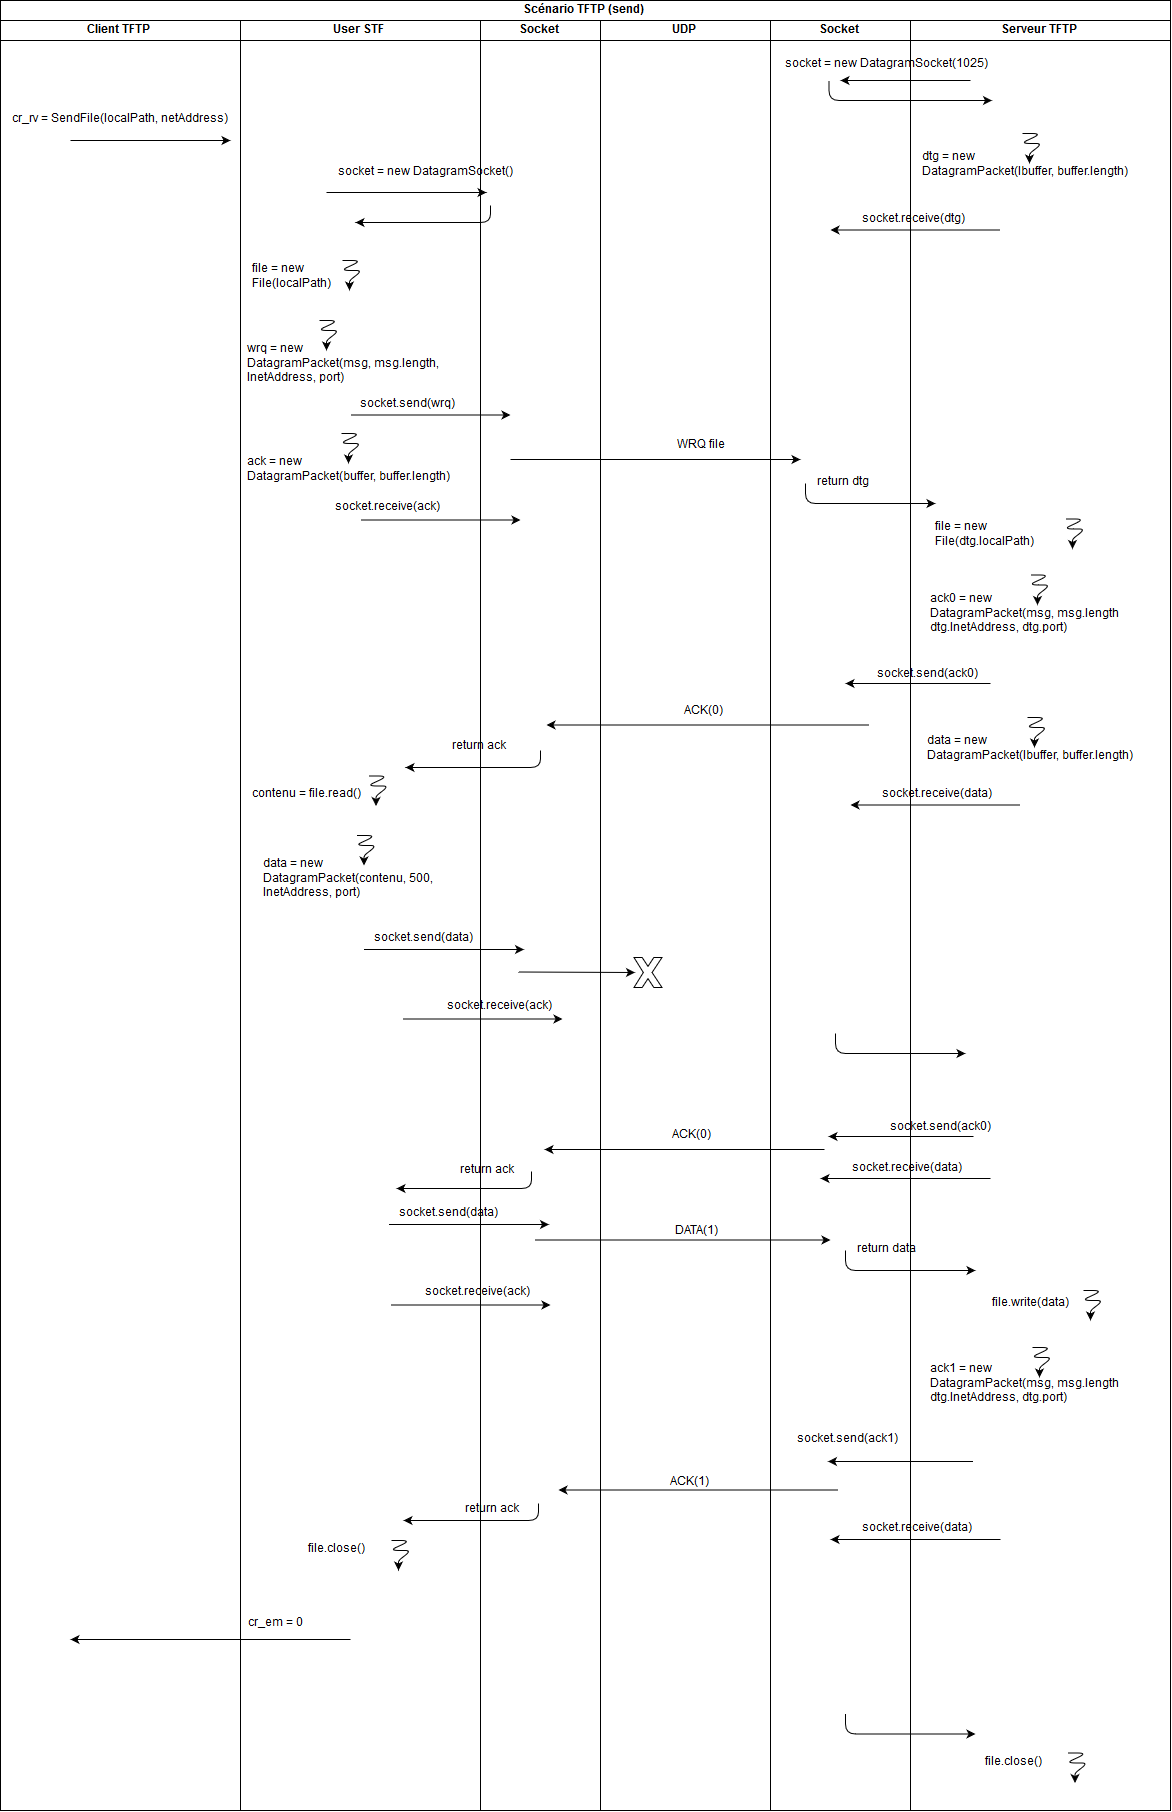 Scénario TFTP (send)
Client TFTP
User STF
Socket
UDP
Socket
Serveur TFTP
socket = new DatagramSocket(1025)
cr_rv = SendFile(localPath, netAddress)
dtg = new
DatagramPacket(lbuffer, buffer.length)
socket = new DatagramSocket()
socket.receive(dtg)
file = new
File(localPath)
wrq = new
DatagramPacket(msg, msg.length,
InetAddress, port)
socket.send(wrq)
WRQ file
ack = new
DatagramPacket(buffer, buffer.length)
return dtg
socket.receive(ack)
file = new
File(dtg.localPath)
ack0 = new
DatagramPacket(msg, msg.length
dtg.InetAddress, dtg.port)
socket.send(ack0)
ACK(0)
return ack
data = new
DatagramPacket(lbuffer, buffer.length)
contenu = file.read()
socket.receive(data)
data = new
DatagramPacket(contenu, 500,
InetAddress, port)
socket.send(data)
X
socket.receive(ack)
socket.send(ack0)
ACK(0)
return ack
socket.receive(data)
socket.send(data)
DATA(1)
return data
socket.receive(ack)
file.write(data)
ack1 = new
DatagramPacket(msg, msg.length
dtg.InetAddress, dtg.port)
socket.send(ack1)
ACK(1)
return ack
socket.receive(data)
file.close()
cr_em = 0
file.close()